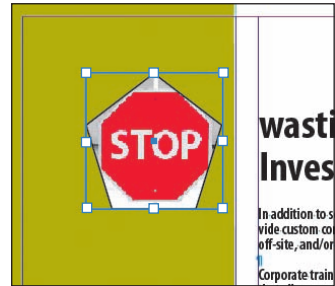 STOP
wasti
Inves
In addition to s
vide custom co
off-site, and/or
Corporate train